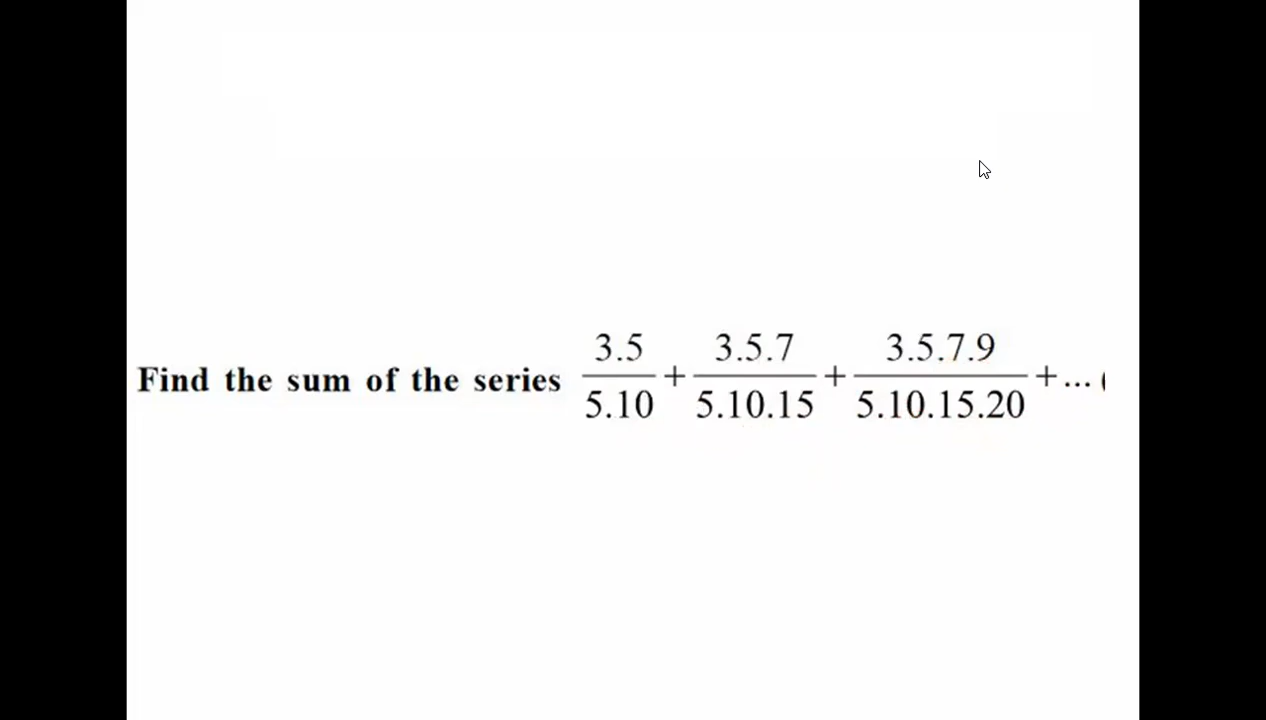 Find the sum of the series 3.5/5.10 + 3.5.7/5.10.15 + 3.5.7.9/5.10.15.20 + ...